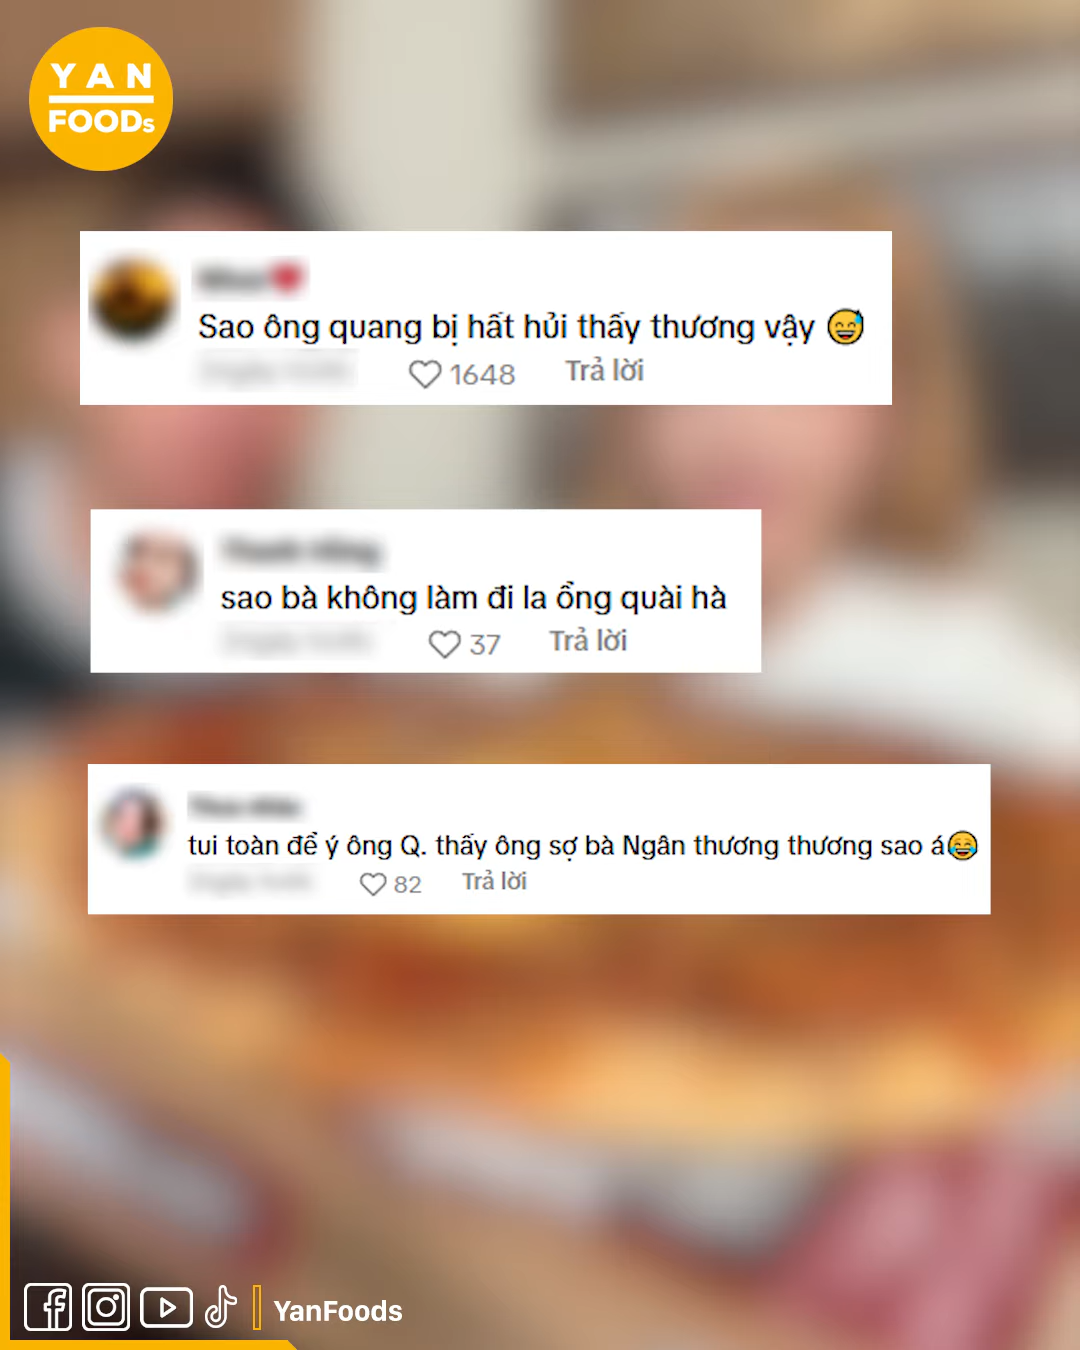 YAN
FOODs
Sao ông quang bị hất hủi thấy thương vậy 😅
1648 Trả lời
sao bà không làm đi la ổng quài hà
37 Trả lời
tui toàn để ý ông Q. thấy ông sợ bà Ngân thương thương sao á😂
82 Trả lời
YanFoods